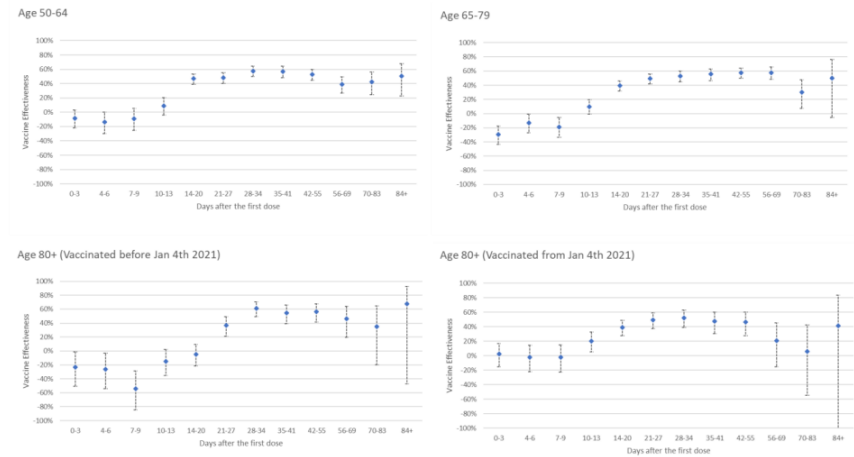 Age 50-64
100%
80%
60%
40%
20%
0%
-20%
-40%
-60%
-80%
-100%
Vaccine Effectiveness
0-3 4-6 7-9 10-13 14-20 21-27 28-34 35-41 42-55 56-69 70-83 84+
Days after the first dose
Age 65-79
100%
80%
60%
40%
20%
0%
-20%
-40%
-60%
-80%
-100%
Vaccine Effectiveness
0-3 4-6 7-9 10-13 14-20 21-27 28-34 35-41 42-55 56-69 70-83 84+
Days after the first dose
Age 80+ (Vaccinated before Jan 4th 2021)
100%
80%
60%
40%
20%
0%
-20%
-40%
-60%
-80%
-100%
Vaccine Effectiveness
0-3 4-6 7-9 10-13 14-20 21-27 28-34 35-41 42-55 56-69 70-83 84+
Days after the first dose
Age 80+ (Vaccinated from Jan 4th 2021)
100%
80%
60%
40%
20%
0%
-20%
-40%
-60%
-80%
-100%
Vaccine Effectiveness
0-3 4-6 7-9 10-13 14-20 21-27 28-34 35-41 42-55 56-69 70-83 84+
Days after the first dose